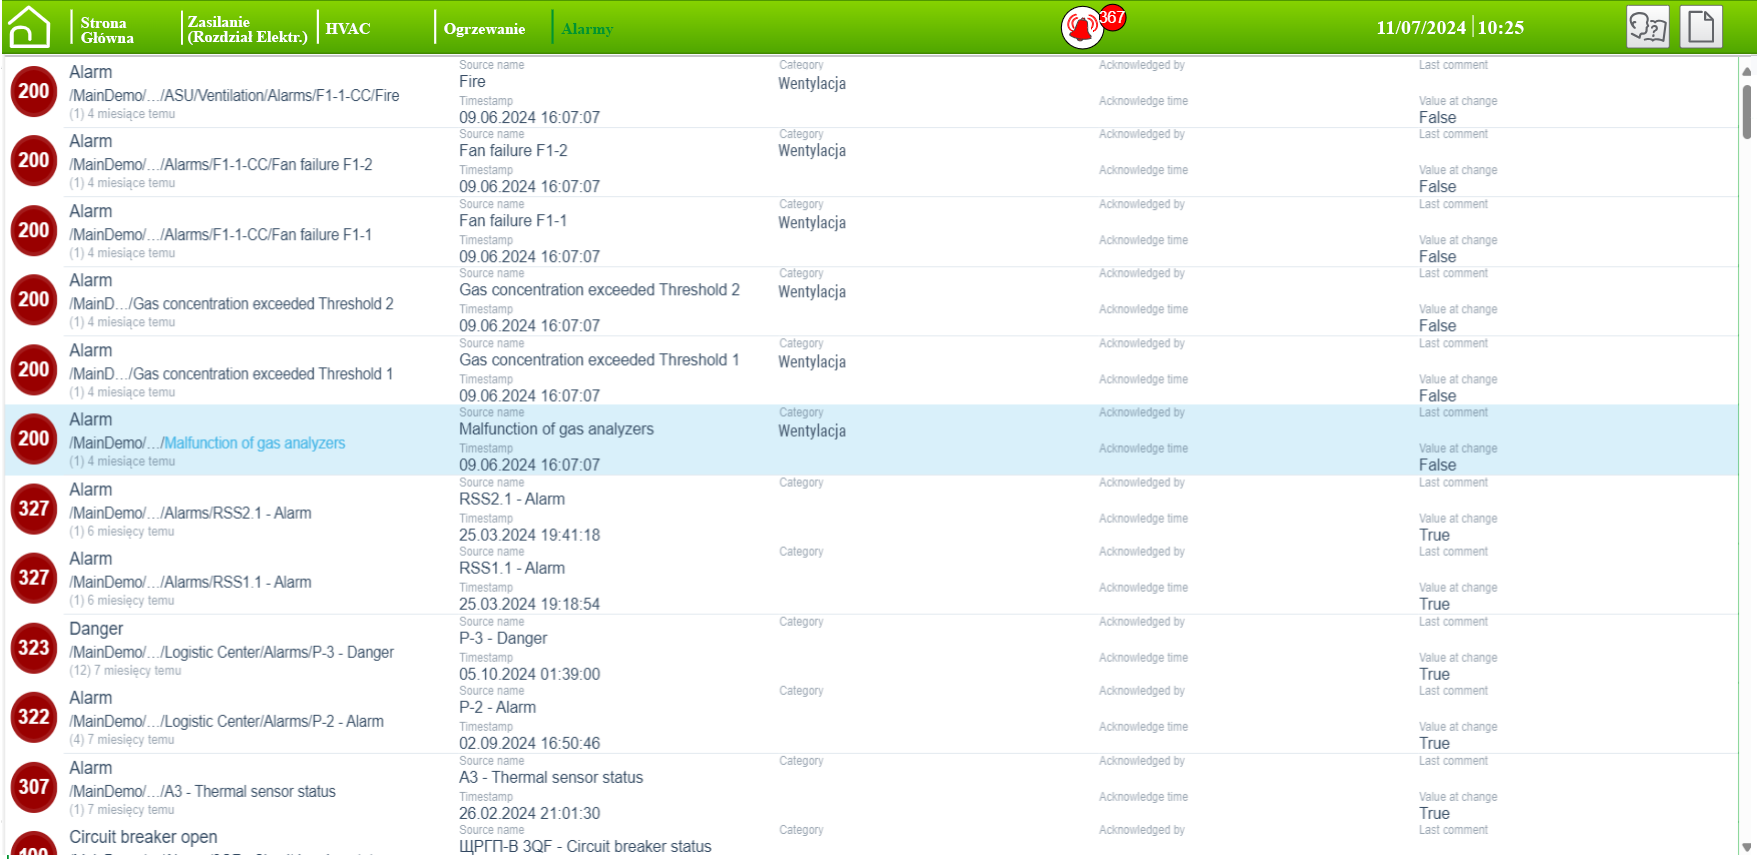 Strona
Główna
Zasilanie
(Rozdział Elektr.)
HVAC
Ogrzewanie
Alarmy
367
11/07/2024
10:25
200
Alarm
/MainDemo/.../ASU/Ventilation/Alarms/F1-1-CC/Fire
(1) 4 miesiące temu
Source name
Fire
Timestamp
09.06.2024 16:07:07
Category
Wentylacja
Acknowledged by
Acknowledge time
Last comment
Value at change
False
200
Alarm
/MainDemo/.../Alarms/F1-1-CC/Fan failure F1-2
(1) 4 miesiące temu
Source name
Fan failure F1-2
Timestamp
09.06.2024 16:07:07
Category
Wentylacja
Acknowledged by
Acknowledge time
Last comment
Value at change
False
200
Alarm
/MainDemo/.../Alarms/F1-1-CC/Fan failure F1-1
(1) 4 miesiące temu
Source name
Fan failure F1-1
Timestamp
09.06.2024 16:07:07
Category
Wentylacja
Acknowledged by
Acknowledge time
Last comment
Value at change
False
200
Alarm
/MainD.../Gas concentration exceeded Threshold 2
(1) 4 miesiące temu
Source name
Gas concentration exceeded Threshold 2
Timestamp
09.06.2024 16:07:07
Category
Wentylacja
Acknowledged by
Acknowledge time
Last comment
Value at change
False
200
Alarm
/MainD.../Gas concentration exceeded Threshold 1
(1) 4 miesiące temu
Source name
Gas concentration exceeded Threshold 1
Timestamp
09.06.2024 16:07:07
Category
Wentylacja
Acknowledged by
Acknowledge time
Last comment
Value at change
False
200
Alarm
/MainDemo/.../Malfunction of gas analyzers
(1) 4 miesiące temu
Source name
Malfunction of gas analyzers
Timestamp
09.06.2024 16:07:07
Category
Wentylacja
Acknowledged by
Acknowledge time
Last comment
Value at change
False
327
Alarm
/MainDemo/.../Alarms/RSS2.1 - Alarm
(1) 6 miesięcy temu
Source name
RSS2.1 - Alarm
Timestamp
25.03.2024 19:41:18
Category
Acknowledged by
Acknowledge time
Last comment
Value at change
True
327
Alarm
/MainDemo/.../Alarms/RSS1.1 - Alarm
(1) 6 miesięcy temu
Source name
RSS1.1 - Alarm
Timestamp
25.03.2024 19:18:54
Category
Acknowledged by
Acknowledge time
Last comment
Value at change
True
323
Danger
/MainDemo/.../Logistic Center/Alarms/P-3 - Danger
(12) 7 miesięcy temu
Source name
P-3 - Danger
Timestamp
05.10.2024 01:39:00
Category
Acknowledged by
Acknowledge time
Last comment
Value at change
True
322
Alarm
/MainDemo/.../Logistic Center/Alarms/P-2 - Alarm
(4) 7 miesięcy temu
Source name
P-2 - Alarm
Timestamp
02.09.2024 16:50:46
Category
Acknowledged by
Acknowledge time
Last comment
Value at change
True
307
Alarm
/MainDemo/.../A3 - Thermal sensor status
(1) 7 miesięcy temu
Source name
A3 - Thermal sensor status
Timestamp
26.02.2024 21:01:30
Category
Acknowledged by
Acknowledge time
Last comment
Value at change
True
Circuit breaker open
Source name
ЩРГП-В 3QF - Circuit breaker status
Category
Acknowledged by
Last comment